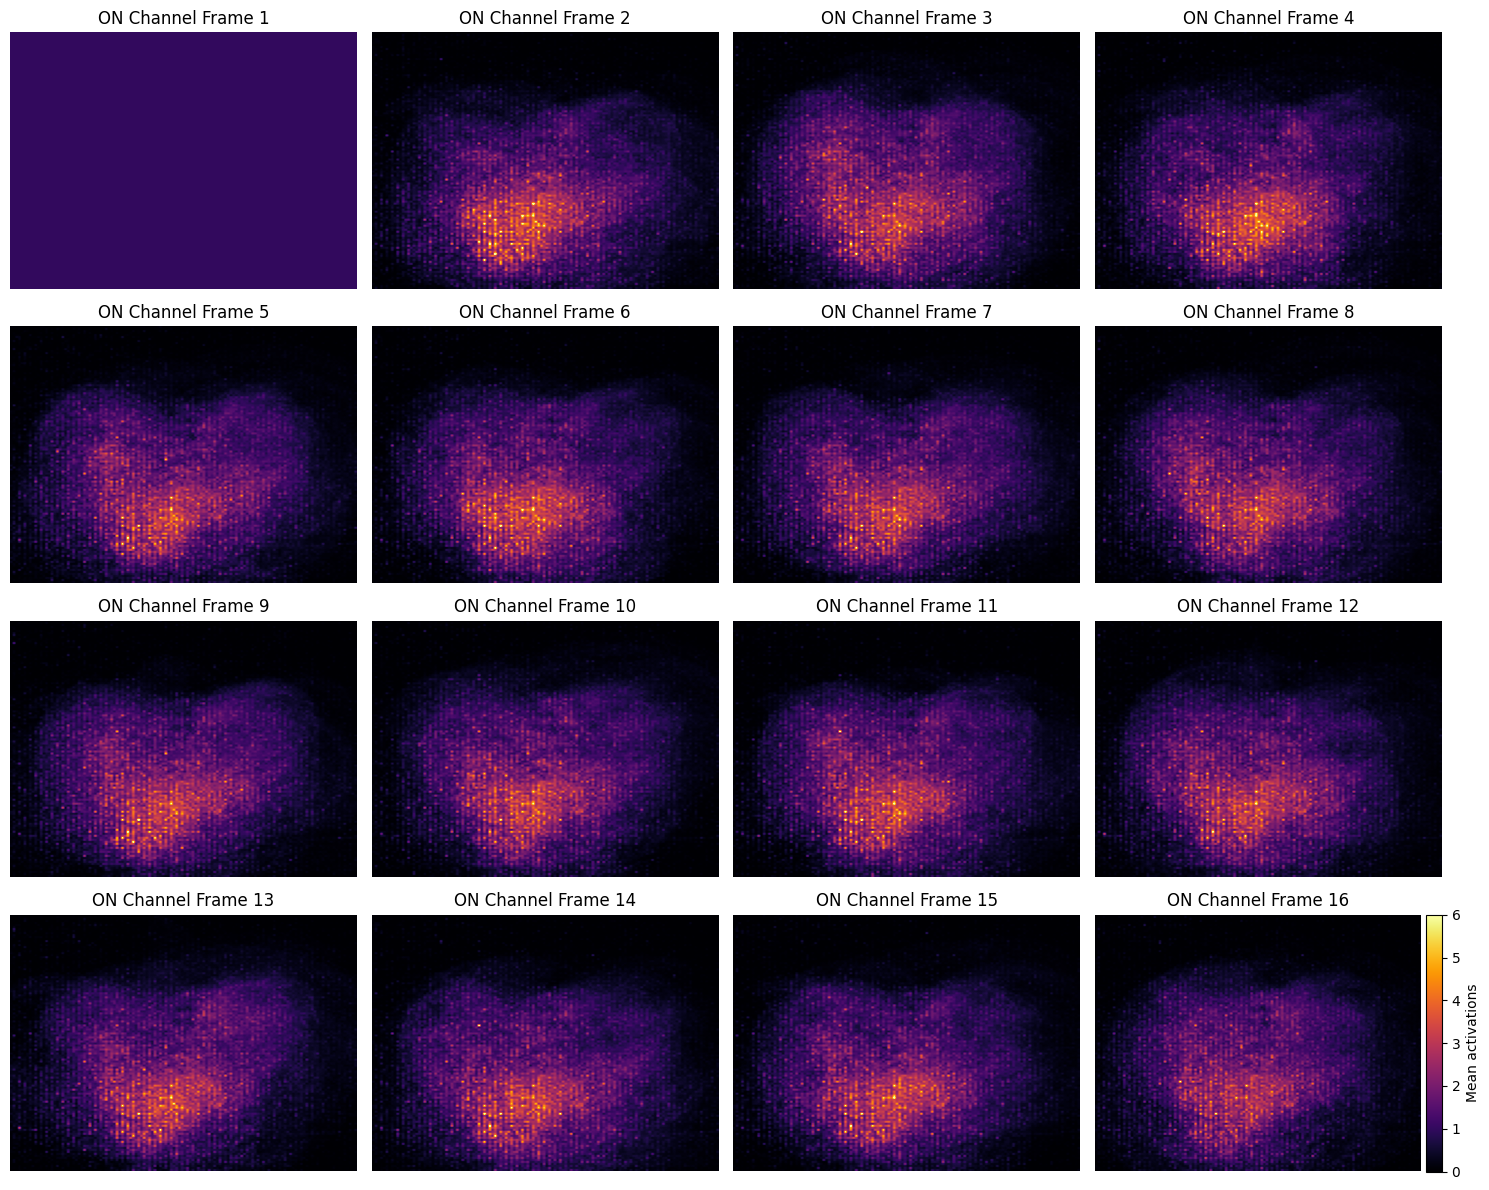 ON Channel Frame 1
ON Channel Frame 2
ON Channel Frame 3
ON Channel Frame 4
ON Channel Frame 5
ON Channel Frame 6
ON Channel Frame 7
ON Channel Frame 8
ON Channel Frame 9
ON Channel Frame 10
ON Channel Frame 11
ON Channel Frame 12
ON Channel Frame 13
ON Channel Frame 14
ON Channel Frame 15
ON Channel Frame 16
6
5
4
3
2
1
0
Mean activations